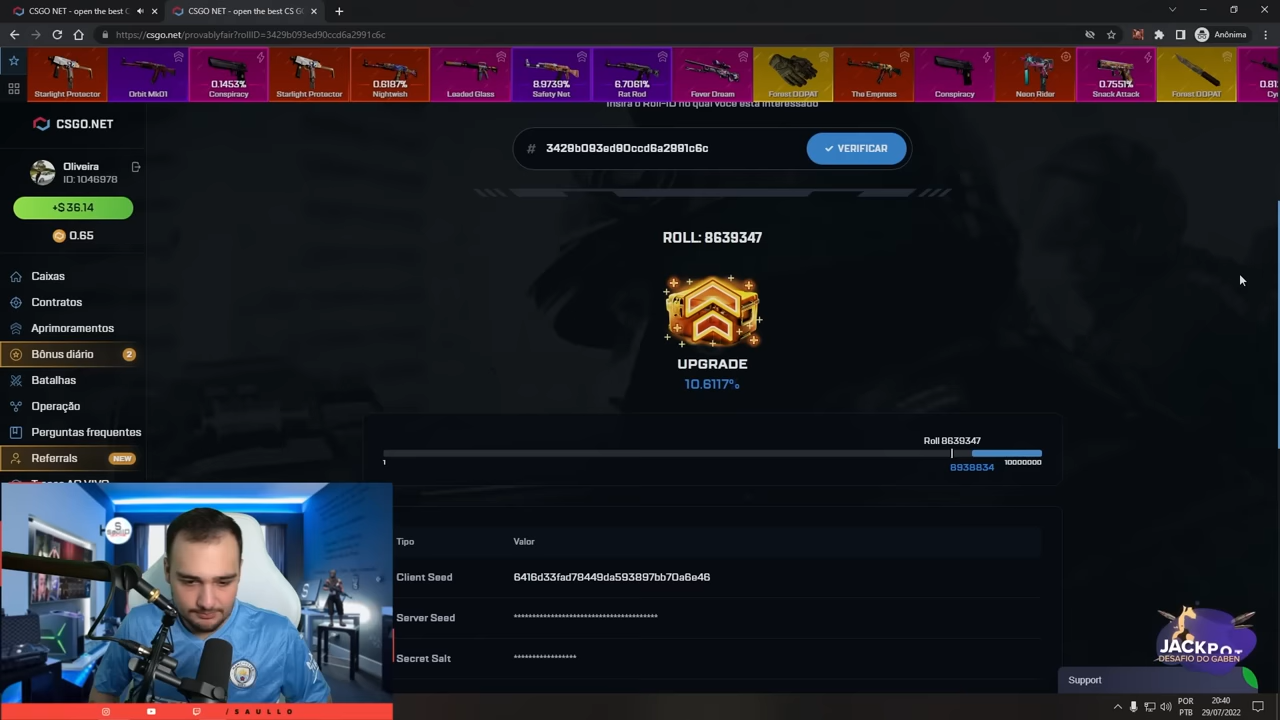 CSGO NET - open the best C
CSGO NET - open the best CS GO
https://csgo.net/provablyfair?rollID=3429b093ed90ccd6a2991c6c
Anônima
Starlight Protector
Orbit Mk01
0.1453%
Conspiracy
Starlight Protector
0.6187%
Nightwish
Loaded Glass
8.9739%
Safety Net
6.7061%
Rat Rod
Fever Dream
Forest DDPAT
The Empress
Conspiracy
Neon Rider
0.7551%
Snack Attack
Forest DDPAT
0.81
Cy
CSGO.NET
Insira o Roll-ID no qual você está interessado
# 3429b093ed90ccd6a2991c6c
VERIFICAR
Oliveira
ID: 1046978
+$ 36.14
0.65
Caixas
Contratos
Aprimoramentos
Bônus diário 2
Batalhas
Operação
Perguntas frequentes
Referrals NEW
ROLL: 8639347
UPGRADE
10.6117%
Roll 8639347
1
8938834
10000000
Tipo Valor
Client Seed 6416d33fad78449da593897bb70a6e46
Server Seed ***************************************
Secret Salt *****************
JACKPOT
DESAFIO DO GABEN
Support
/SAULLO
POR
PTB
20:40
29/07/2022